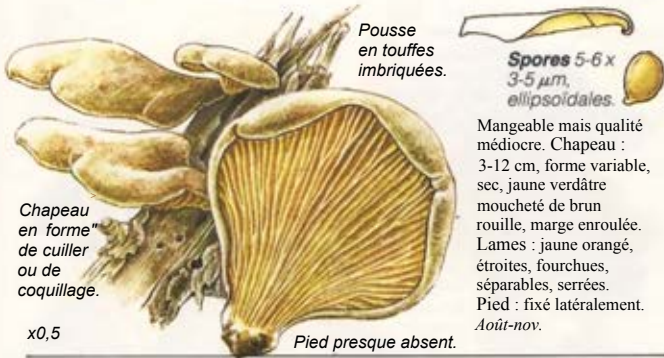 Pousse
en touffes
imbriquées.
Spores 5-6 x
3-5 µm,
ellipsoïdales.
Mangeable mais qualité
médiocre. Chapeau :
3-12 cm, forme variable,
sec, jaune verdâtre
moucheté de brun
rouille, marge enroulée.
Lames : jaune orangé,
étroites, fourchues,
séparables, serrées.
Pied : fixé latéralement.
Août-nov.
Chapeau
en forme"
de cuiller
ou de
coquillage.
x0,5
Pied presque absent.